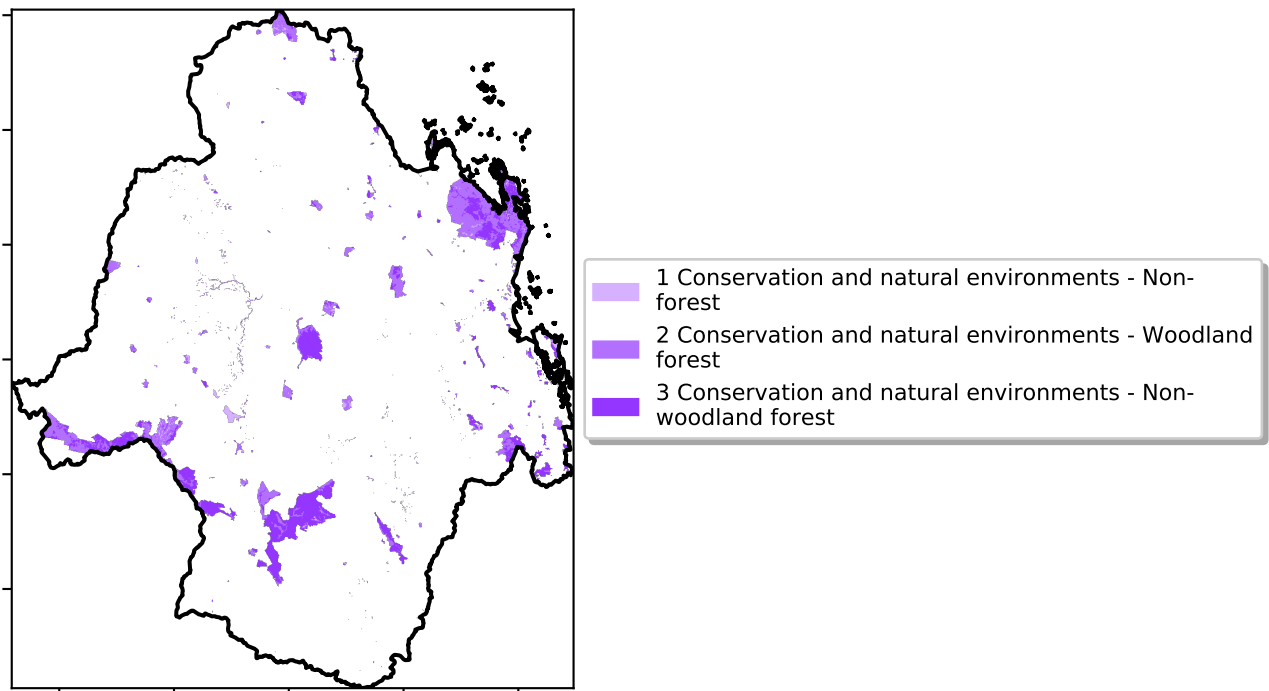 1 Conservation and natural environments - Non-
forest
2 Conservation and natural environments - Woodland
forest
3 Conservation and natural environments - Non-
woodland forest